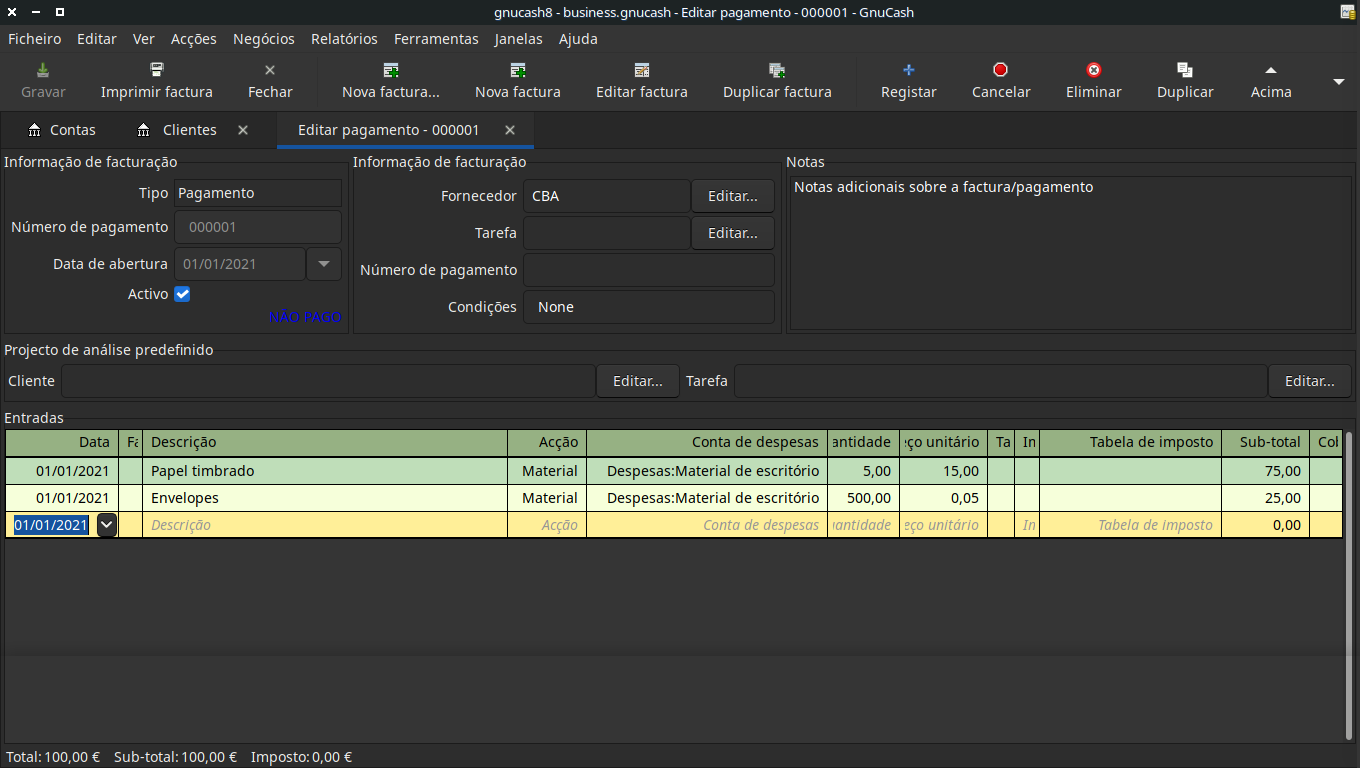 gnucash8 - business.gnucash - Editar pagamento - 000001 - GnuCash
Ficheiro Editar Ver Acções Negócios Relatórios Ferramentas Janelas Ajuda
Gravar Imprimir factura Fechar Nova factura... Nova factura Editar factura Duplicar factura Registar Cancelar Eliminar Duplicar Acima
Contas Clientes Editar pagamento - 000001
Informação de facturação
Tipo Pagamento
Número de pagamento 000001
Data de abertura 01/01/2021
Activo
NÃO PAGO
Informação de facturação
Fornecedor CBA Editar...
Tarefa Editar...
Número de pagamento
Condições None
Notas
Notas adicionais sobre a factura/pagamento
Projecto de análise predefinido
Cliente Editar... Tarefa Editar...
Entradas
Data Fa Descrição Acção Conta de despesas antidade ço unitário Ta In Tabela de imposto Sub-total Col
01/01/2021 Papel timbrado Material Despesas:Material de escritório 5,00 15,00 75,00
01/01/2021 Envelopes Material Despesas:Material de escritório 500,00 0,05 25,00
01/01/2021 Descrição Acção Conta de despesas uantidade eço unitário In Tabela de imposto 0,00
Total: 100,00 € Sub-total: 100,00 € Imposto: 0,00 €